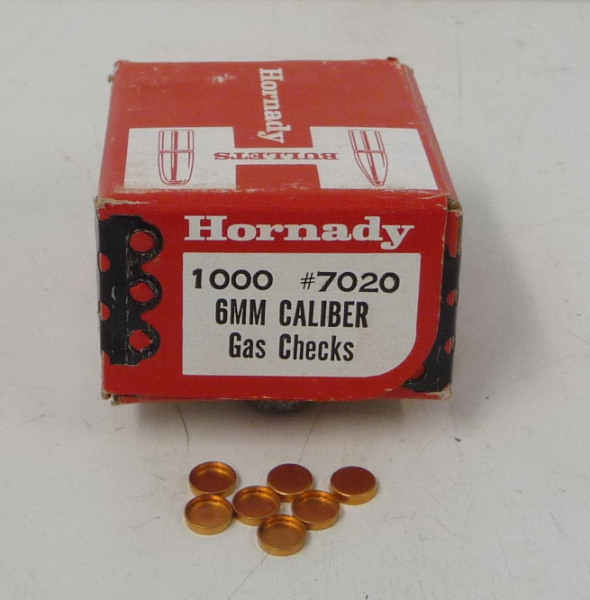 Hornady
BULLETS
Hornady
1000 #7020
6MM CALIBER
Gas Checks